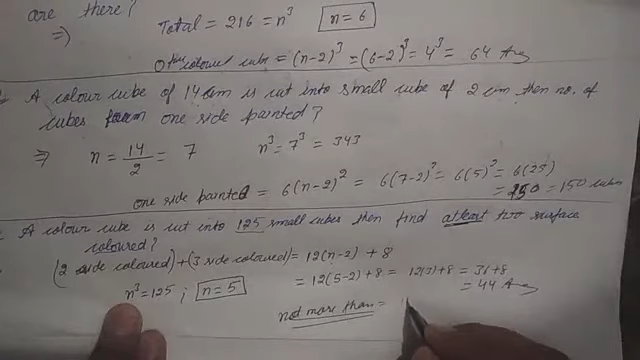 are there?
⇒) Total = 216 = n³ n = 6
coloured cube = (n-2)³ = (6-2)³ = 4³ = 64 Ans
A colour cube of 14 cm is cut into small cube of 2 cm then no. of
cubes from one side painted?
⇒ n = 14/2 = 7 n³ = 7³ = 343
one side painted = 6(n-2)² = 6(7-2)² = 6(5)² = 6(25)
= 150 = 150 cubes
A colour cube is cut into 125 small cubes then find atleast two surface
coloured?
(2 side coloured) + (3 side coloured) = 12(n-2) + 8
n³ = 125 ; n = 5 = 12(5-2) + 8 = 12(3) + 8 = 36 + 8
= 44 Ans
Not more than =